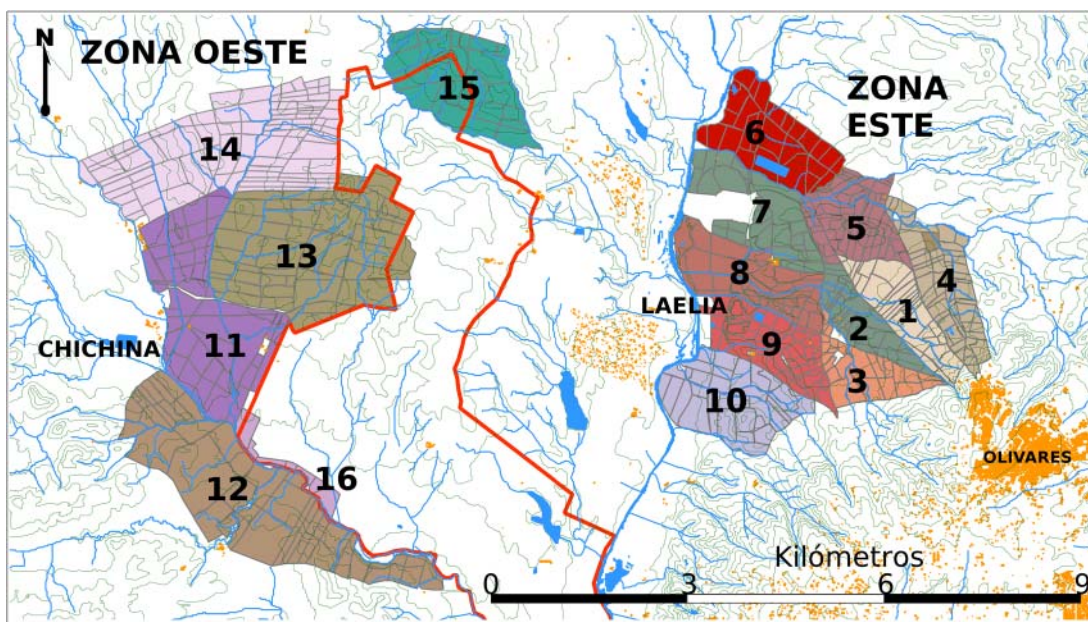 N
ZONA OESTE
15
ZONA
ESTE
6
14
7
5
13
4
8
LAELIA
1
2
CHICHINA
11
9
3
10
OLIVARES
12
16
Kilómetros
0 3 6 9